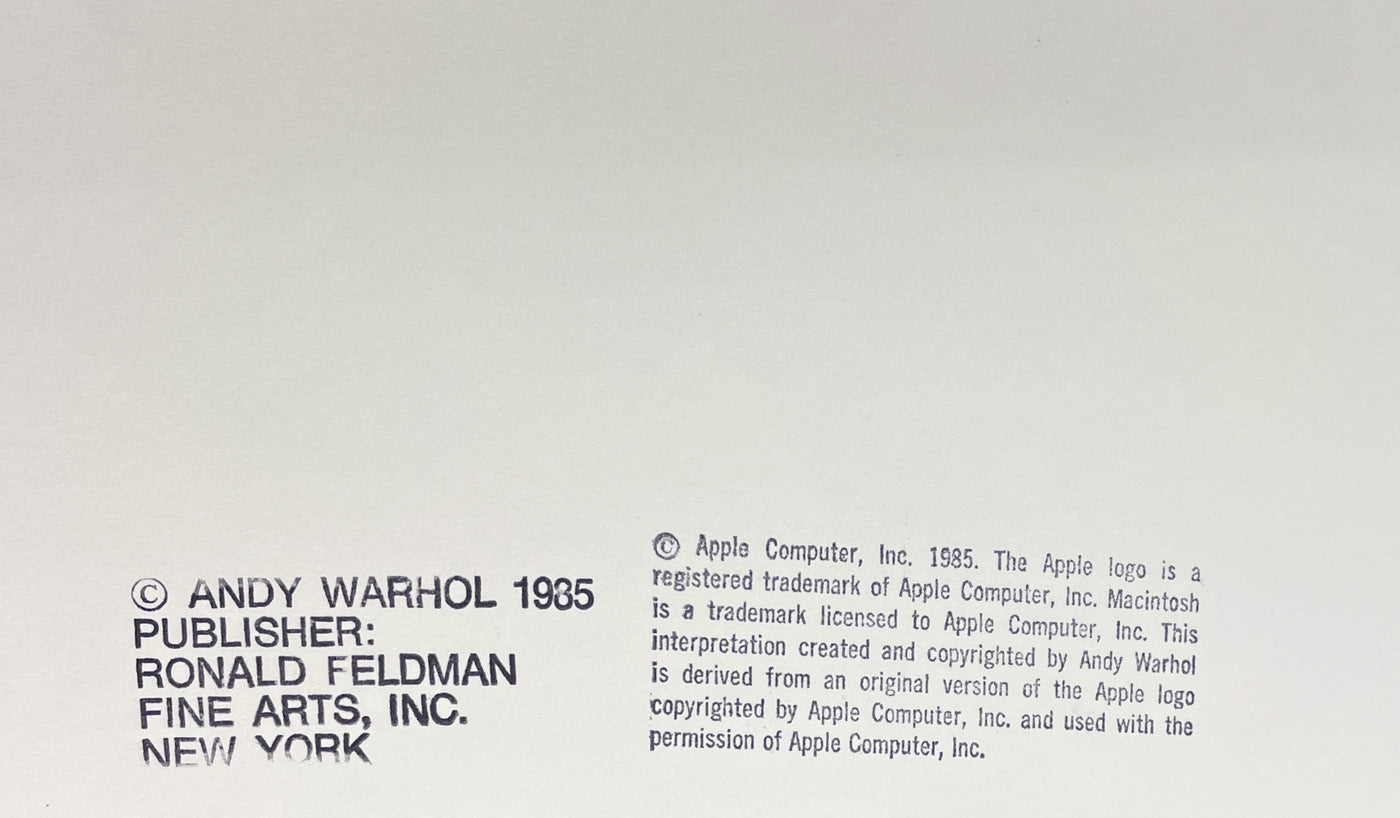 © ANDY WARHOL 1985
PUBLISHER:
RONALD FELDMAN
FINE ARTS, INC.
NEW YORK
© Apple Computer, Inc. 1985. The Apple logo is a
registered trademark of Apple Computer, Inc. Macintosh
is a trademark licensed to Apple Computer, Inc. This
interpretation created and copyrighted by Andy Warhol
is derived from an original version of the Apple logo
copyrighted by Apple Computer, Inc. and used with the
permission of Apple Computer, Inc.